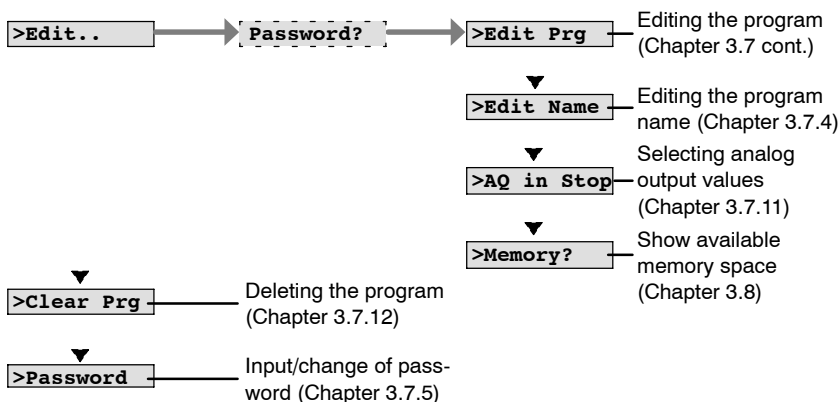 >Edit..
Password?
>Edit Prg
Editing the program
(Chapter 3.7 cont.)
>Edit Name
Editing the program
name (Chapter 3.7.4)
>AQ in Stop
Selecting analog
output values
(Chapter 3.7.11)
>Memory?
Show available
memory space
(Chapter 3.8)
>Clear Prg
Deleting the program
(Chapter 3.7.12)
>Password
Input/change of pass-
word (Chapter 3.7.5)